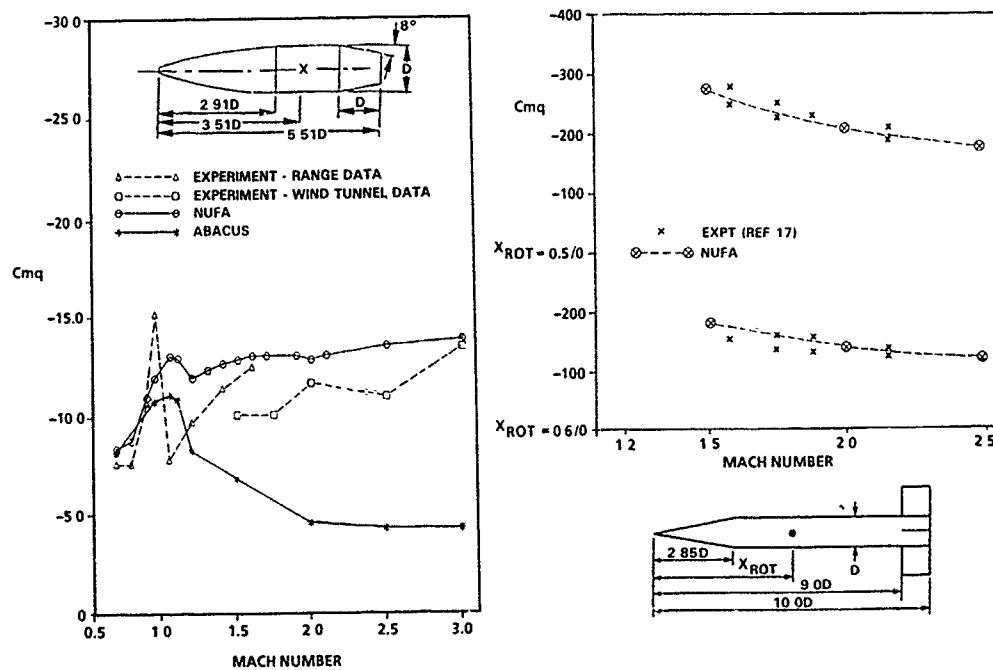 -30 0
-25.0
-20 0
Cmq
-15.0
-10 0
-5 0
0
0.5
1 0
1.5
2 0
2.5
3.0
MACH NUMBER
8°
X
D
2 91D
D
3 51D
5 51D
EXPERIMENT - RANGE DATA
EXPERIMENT - WIND TUNNEL DATA
NUFA
ABACUS
-400
-300
Cmq
-200
-100
X EXPT (REF 17)
XROT = 0.5/0
NUFA
-200
-100
XROT = 0 6/0
1 2
1 5
2 0
2 5
MACH NUMBER
2 85D
XROT
D
9 0D
10 0D